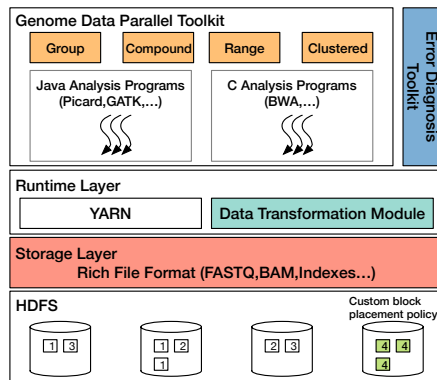 Genome Data Parallel Toolkit
Group
Compound
Range
Clustered
Java Analysis Programs
(Picard,GATK,...)
C Analysis Programs
(BWA,...)
Error Diagnosis
Toolkit
Runtime Layer
YARN
Data Transformation Module
Storage Layer
Rich File Format (FASTQ,BAM,Indexes...)
HDFS
Custom block
placement policy
1 3
1 2
1
2 3
4 4
4